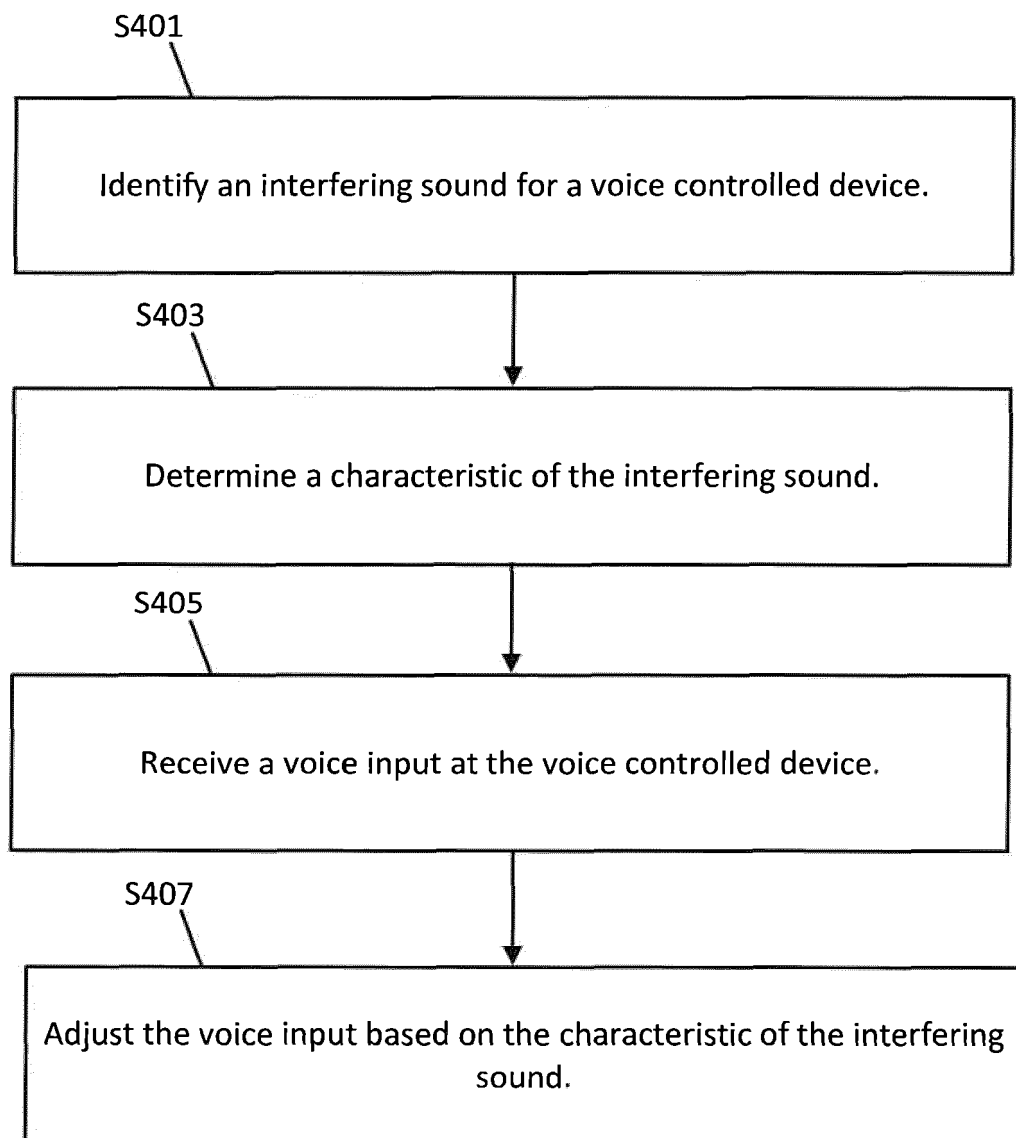 S401
Identify an interfering sound for a voice controlled device.
S403
Determine a characteristic of the interfering sound.
S405
Receive a voice input at the voice controlled device.
S407
Adjust the voice input based on the characteristic of the interfering
sound.